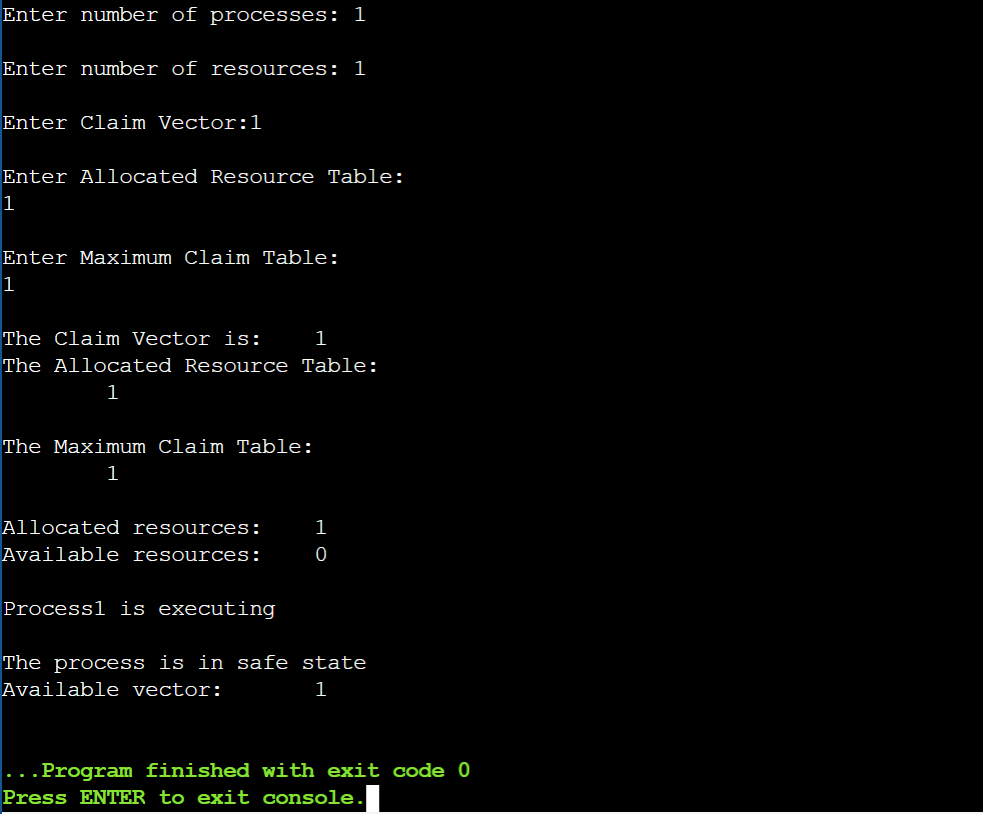 Enter number of processes: 1
Enter number of resources: 1
Enter Claim Vector:1
Enter Allocated Resource Table:
1
Enter Maximum Claim Table:
1
The Claim Vector is:    1
The Allocated Resource Table:
1
The Maximum Claim Table:
1
Allocated resources:    1
Available resources:    0
Process1 is executing
The process is in safe state
Available vector:       1
...Program finished with exit code 0
Press ENTER to exit console.